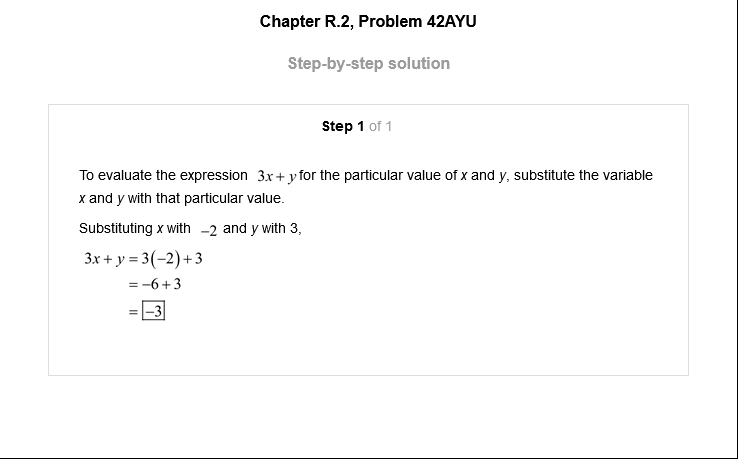 Chapter R.2, Problem 42AYU
Step-by-step solution
Step 1 of 1
To evaluate the expression 3x + y for the particular value of x and y, substitute the variable
x and y with that particular value.
Substituting x with −2 and y with 3,
3x + y = 3(−2) + 3
= −6 + 3
= −3